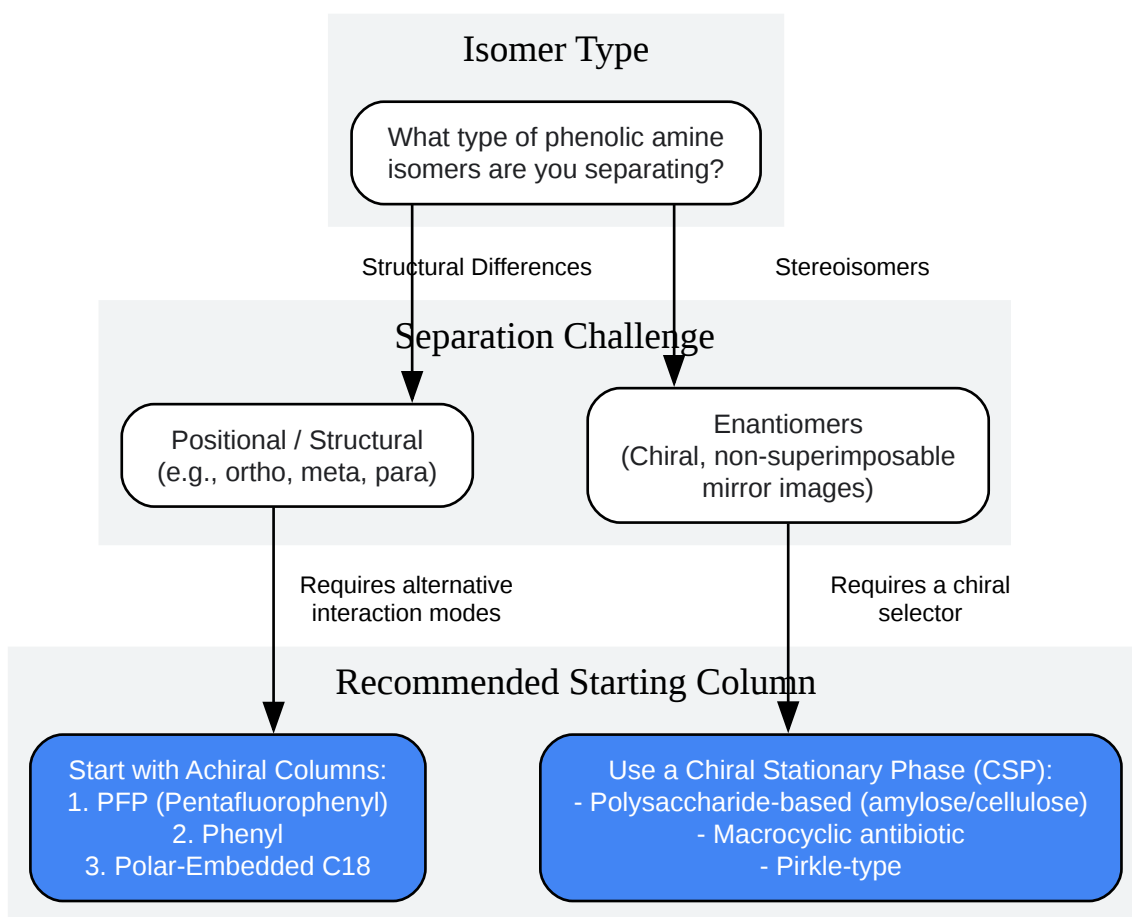 Isomer Type
What type of phenolic amine
isomers are you separating?
Structural Differences
Stereoisomers
Separation Challenge
Positional / Structural
(e.g., ortho, meta, para)
Enantiomers
(Chiral, non-superimposable
mirror images)
Requires alternative
interaction modes
Requires a chiral
selector
Recommended Starting Column
Start with Achiral Columns:
1. PFP (Pentafluorophenyl)
2. Phenyl
3. Polar-Embedded C18
Use a Chiral Stationary Phase (CSP):
- Polysaccharide-based (amylose/cellulose)
- Macrocyclic antibiotic
- Pirkle-type